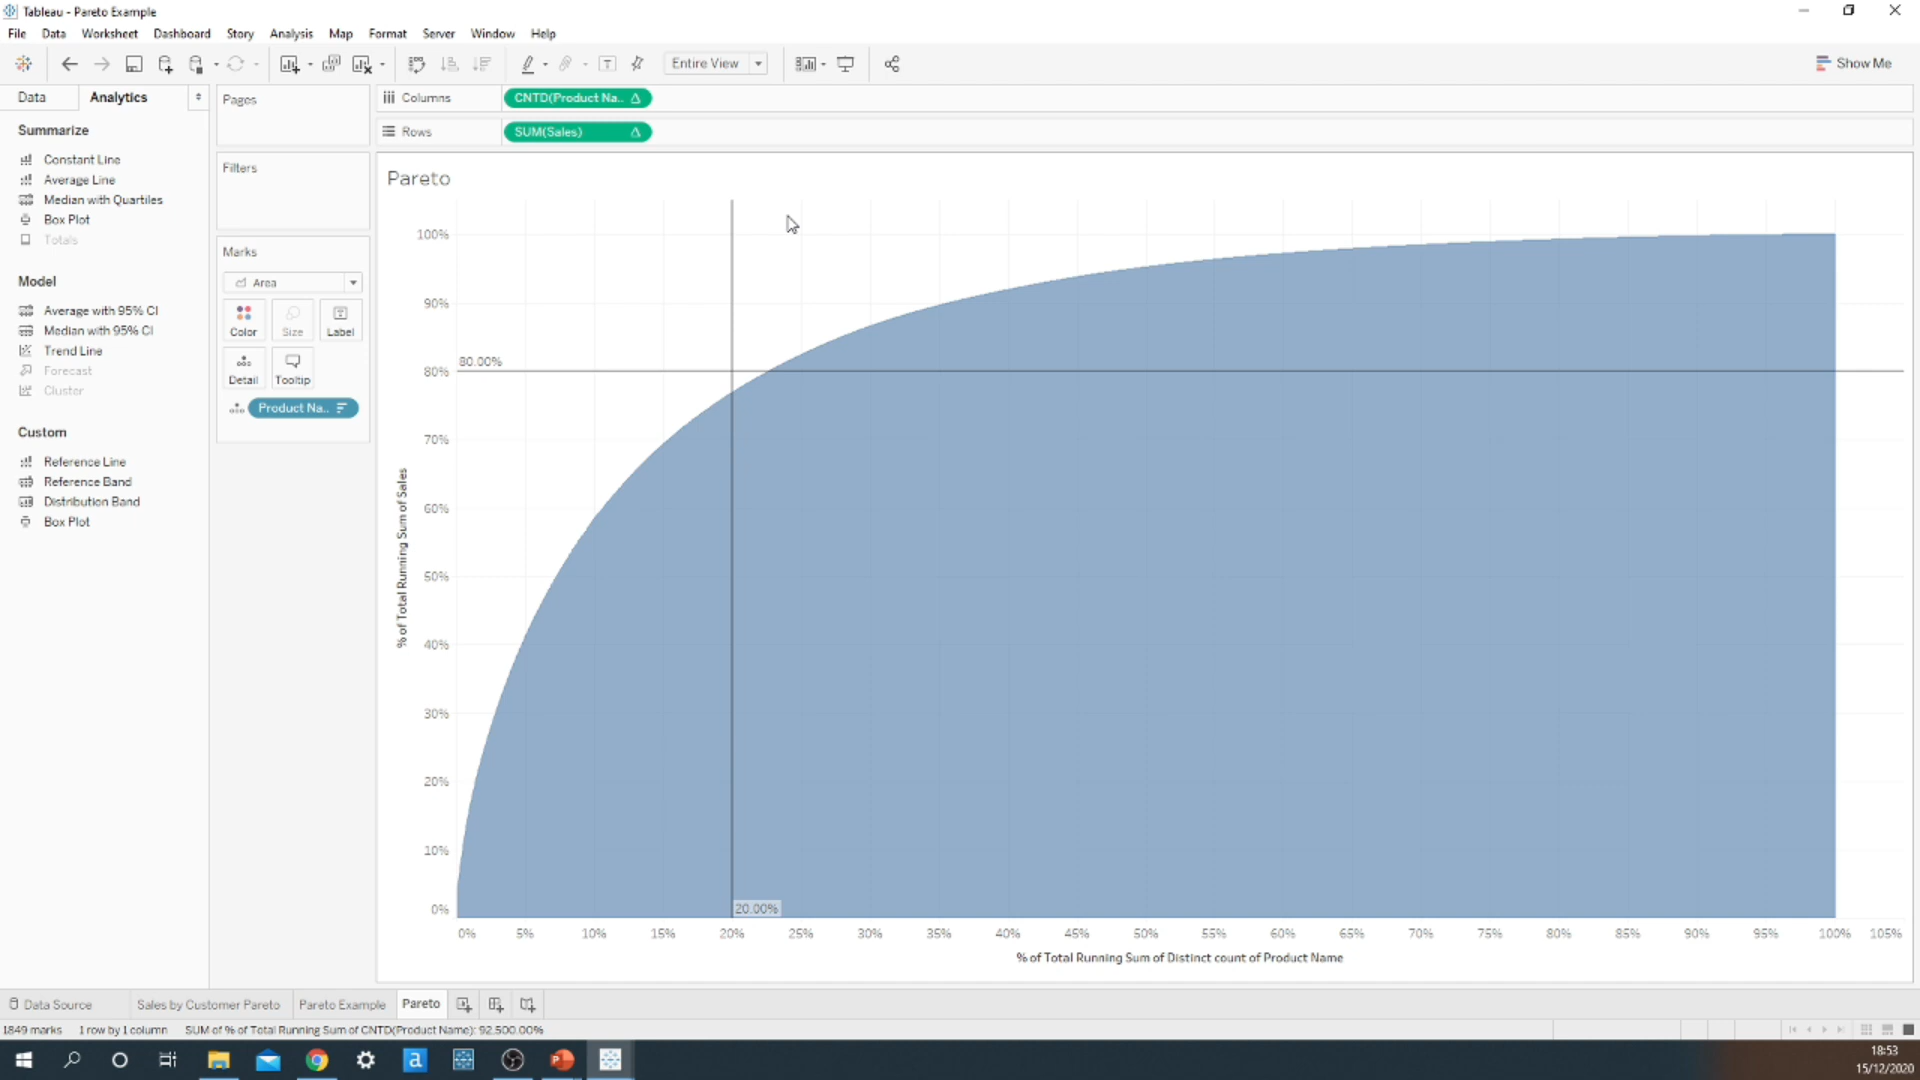 Tableau - Pareto Example
File Data Worksheet Dashboard Story Analysis Map Format Server Window Help
Entire View
Show Me
Data Analytics
Summarize
Constant Line
Average Line
Median with Quartiles
Box Plot
Totals
Model
Average with 95% CI
Median with 95% CI
Trend Line
Forecast
Cluster
Custom
Reference Line
Reference Band
Distribution Band
Box Plot
Pages
Filters
Marks
Area
Color Size Label
Detail Tooltip
Product Na..
Columns CNTD(Product Na..
Rows SUM(Sales)
Pareto
100%
90%
80.00%
80%
70%
60%
50%
40%
30%
20%
10%
0%
% of Total Running Sum of Sales
20.00%
0% 5% 10% 15% 20% 25% 30% 35% 40% 45% 50% 55% 60% 65% 70% 75% 80% 85% 90% 95% 100% 105%
% of Total Running Sum of Distinct count of Product Name
Data Source Sales by Customer Pareto Pareto Example Pareto
1849 marks 1 row by 1 column SUM of % of Total Running Sum of CNTD(Product Name): 92,500.00%
18:53
15/12/2020